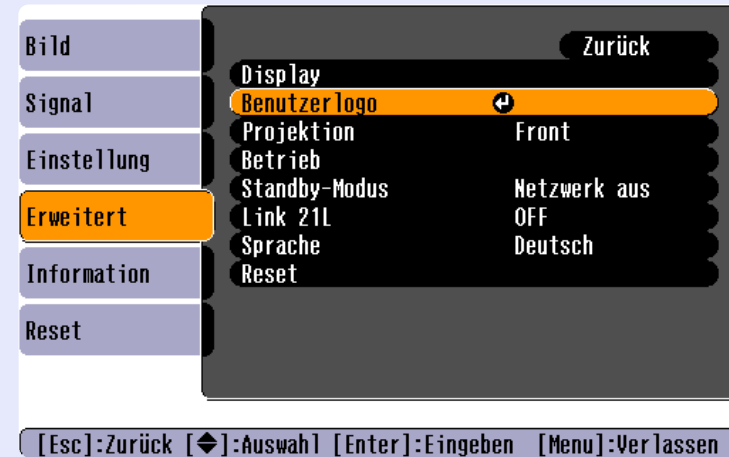 Bild
Signal
Einstellung
Erweitert
Information
Reset
Zurück
Display
Benutzerlogo
Projektion Front
Betrieb
Standby-Modus Netzwerk aus
Link 21L OFF
Sprache Deutsch
Reset
[Esc]:Zurück [◆]:Auswahl [Enter]:Eingeben [Menu]:Verlassen